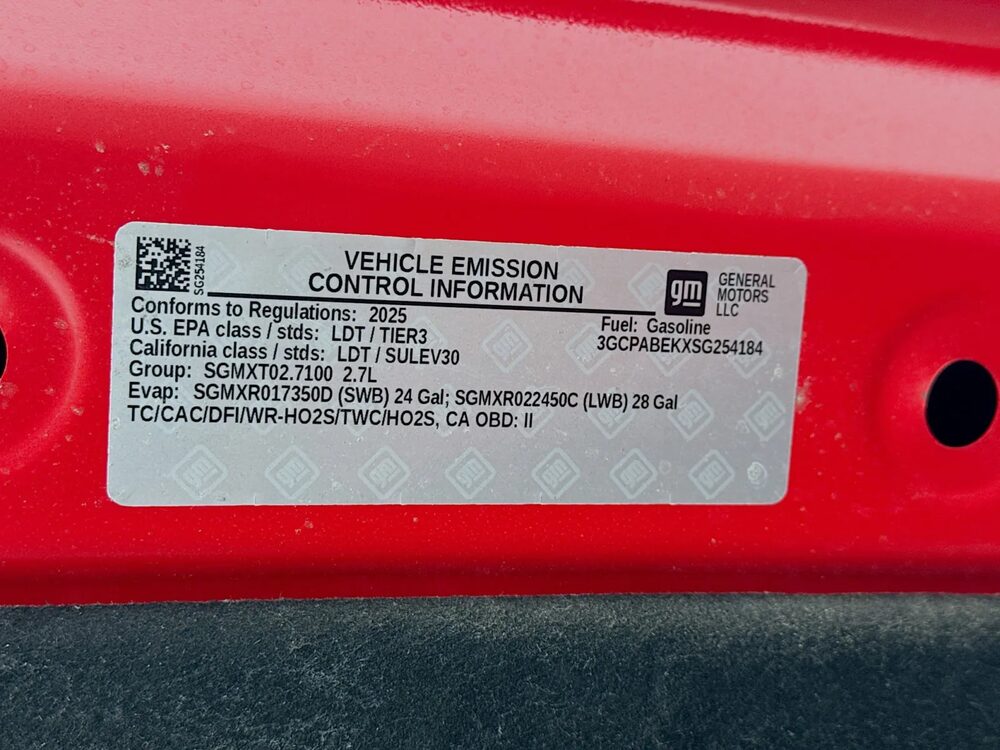 SG254184
VEHICLE EMISSION
CONTROL INFORMATION
gm
GENERAL
MOTORS
LLC
Conforms to Regulations: 2025
U.S. EPA class / stds: LDT / TIER3
California class / stds: LDT / SULEV30
Group: SGMXT02.7100 2.7L
Fuel: Gasoline
3GCPABEKXSG254184
Evap: SGMXR017350D (SWB) 24 Gal; SGMXR022450C (LWB) 28 Gal
TC/CAC/DFI/WR-HO2S/TWC/HO2S, CA OBD: II